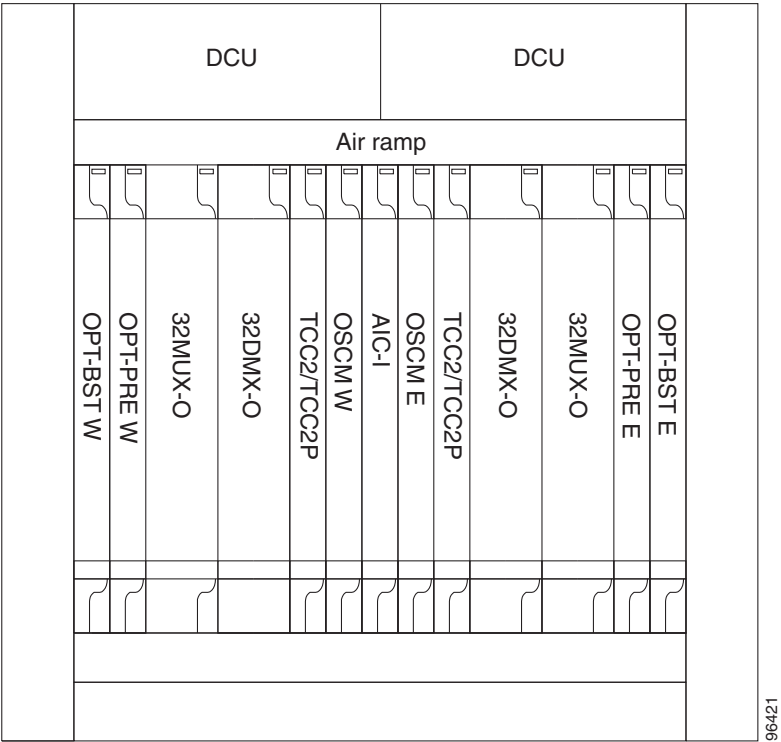 DCU
DCU
Air ramp
OPT-BST W
OPT-PRE W
32MUX-O
32DMX-O
TCC2/TCC2P
OSCM W
AIC-I
OSCM E
TCC2/TCC2P
32DMX-O
32MUX-O
OPT-PRE E
OPT-BST E
96421